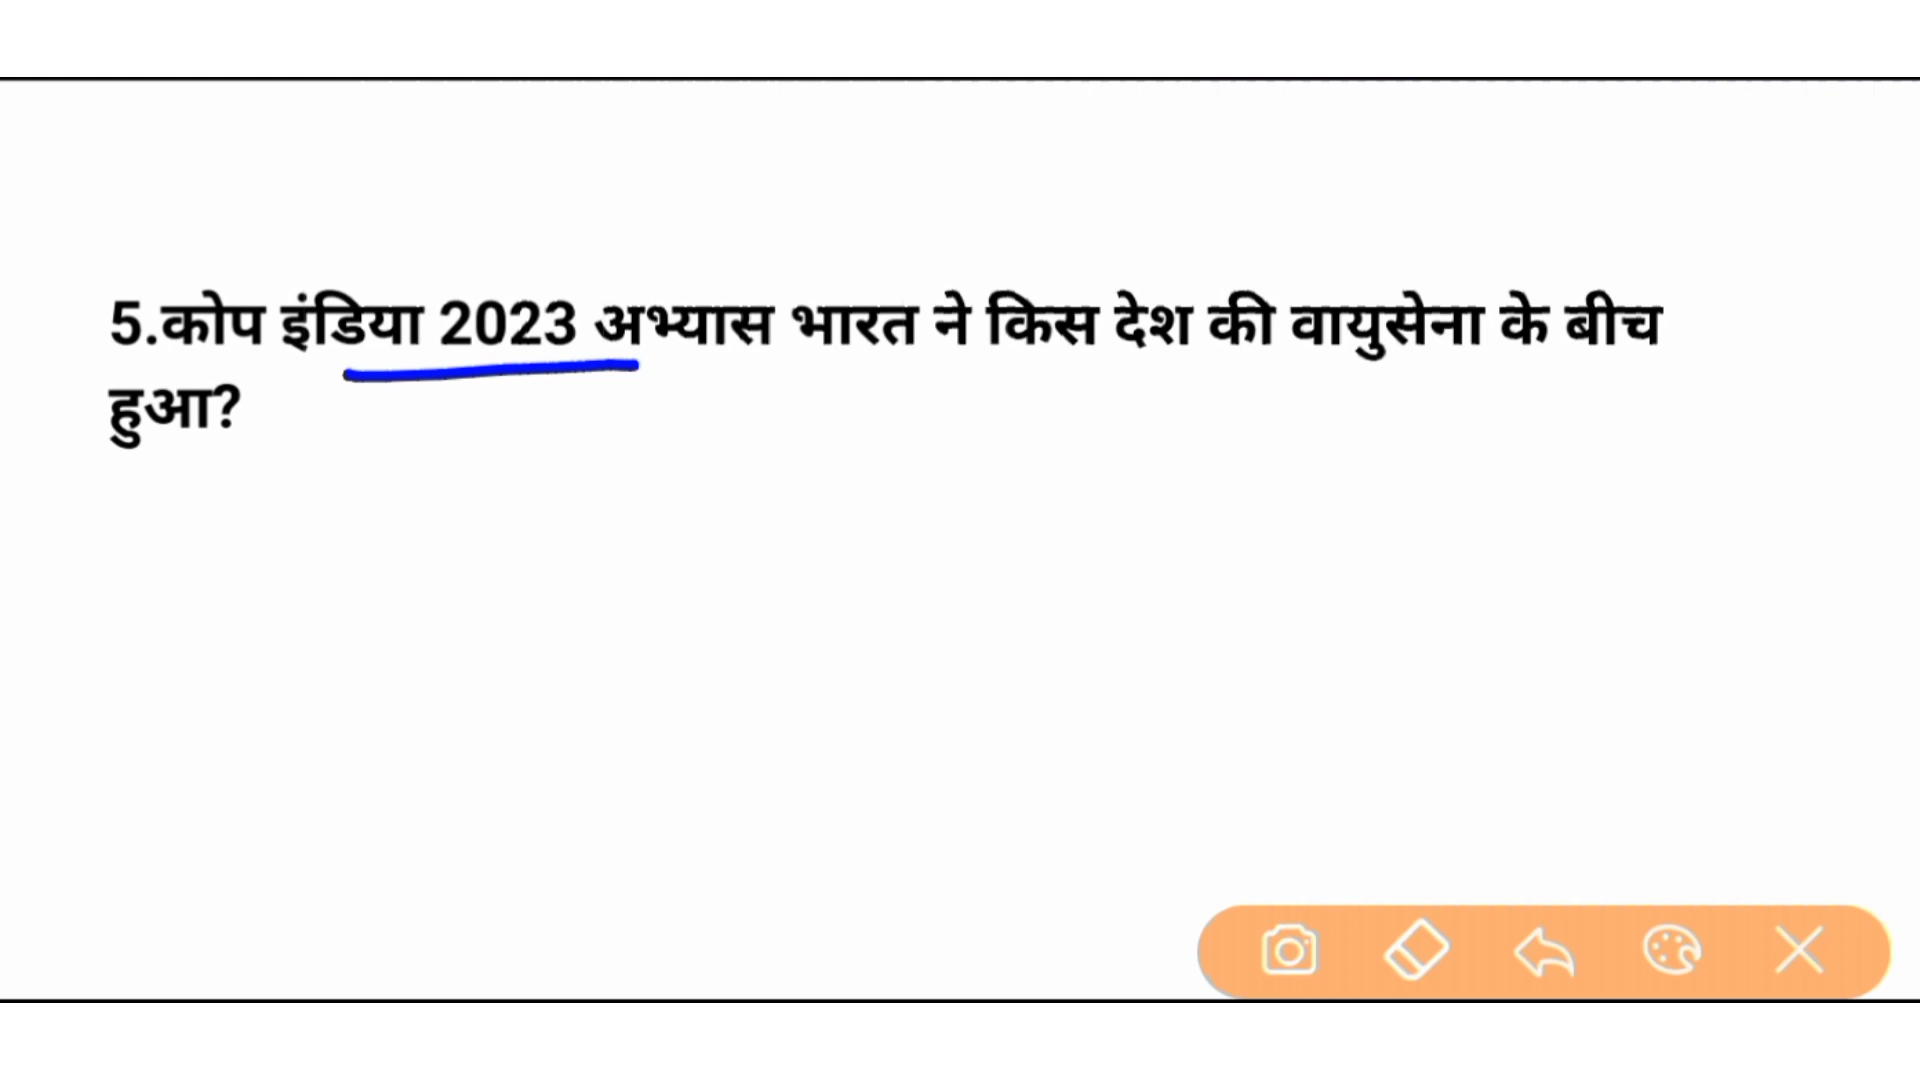 5.कोप इंडिया 2023 अभ्यास भारत ने किस देश की वायुसेना के बीच
हुआ?